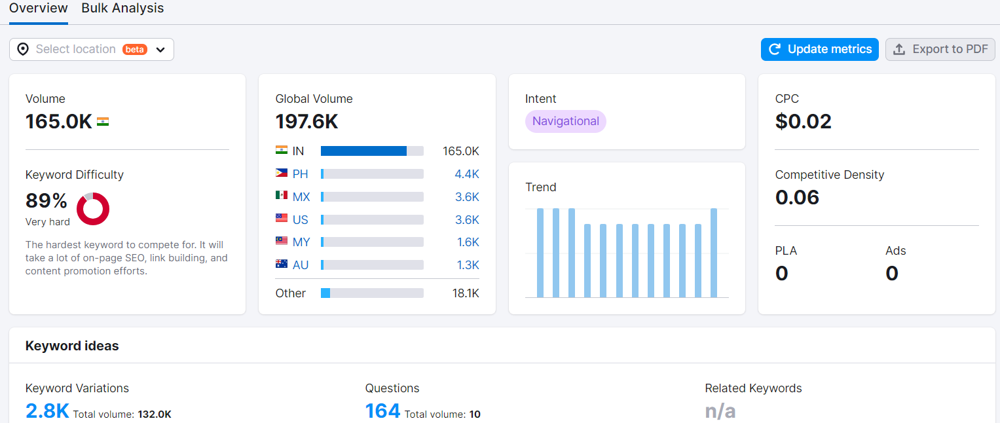 Overview Bulk Analysis
Select location beta
Update metrics Export to PDF
Volume
165.0K
Keyword Difficulty
89%
Very hard
The hardest keyword to compete for. It will
take a lot of on-page SEO, link building, and
content promotion efforts.
Global Volume
197.6K
IN 165.0K
PH 4.4K
MX 3.6K
US 3.6K
MY 1.6K
AU 1.3K
Other 18.1K
Intent
Navigational
Trend
CPC
$0.02
Competitive Density
0.06
PLA Ads
0 0
Keyword ideas
Keyword Variations
2.8K Total volume: 132.0K
Questions
164 Total volume: 10
Related Keywords
n/a